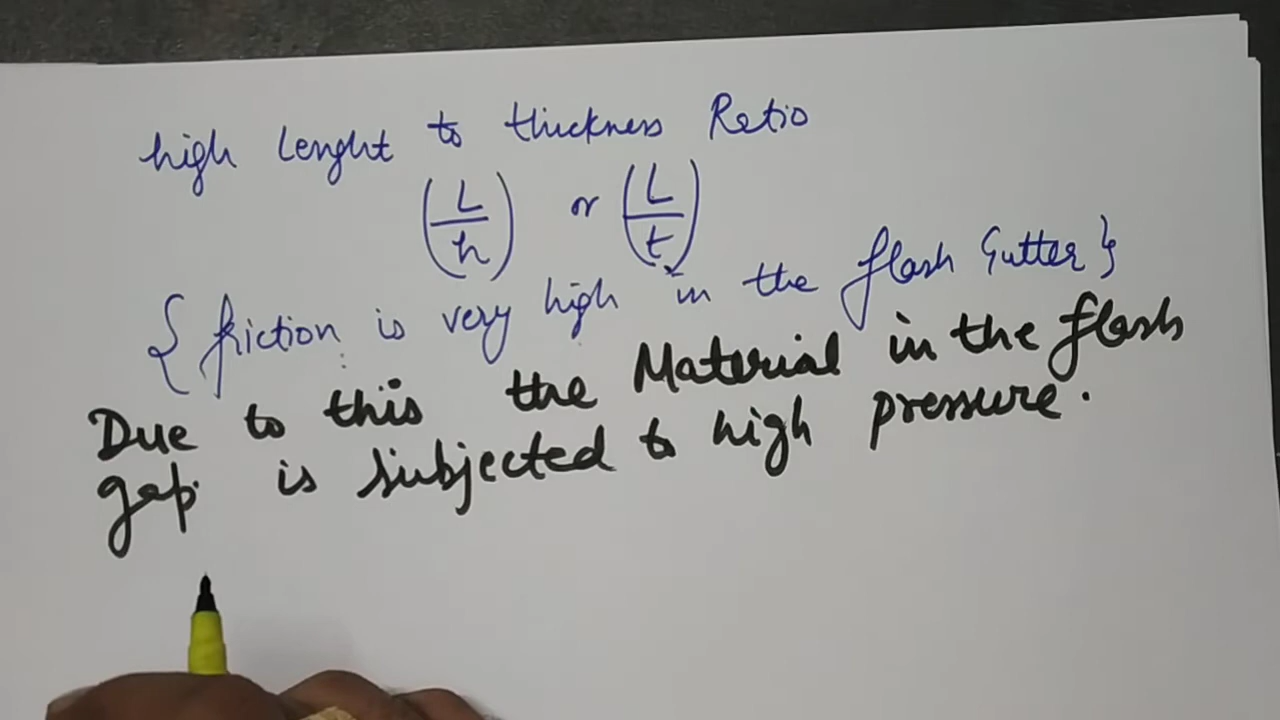 high Lenght to thickness Ratio
(L/h) or (L/t)
{ friction is very high in the flash Gutter }
Due to this the Material in the flash
gap. is subjected to high pressure.